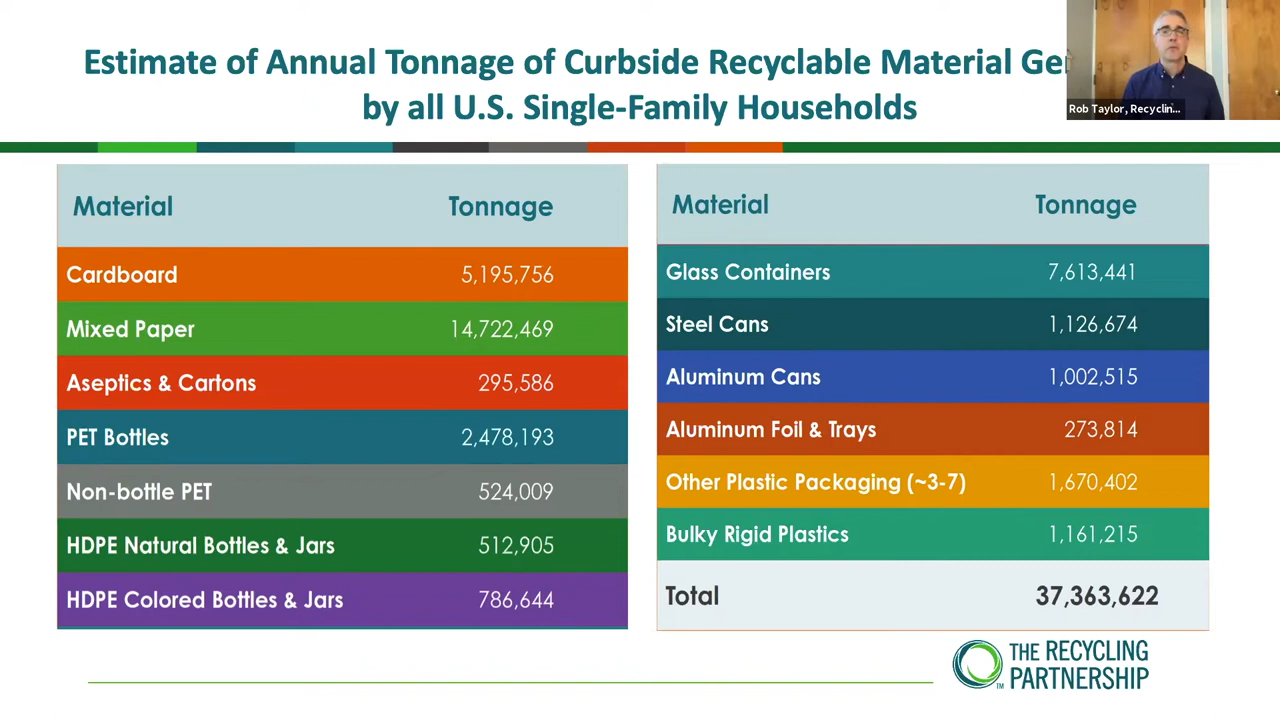 Estimate of Annual Tonnage of Curbside Recyclable Material
by all U.S. Single-Family Households
Rob Taylor, Recyclin...
Material Tonnage
Cardboard 5,195,756
Mixed Paper 14,722,469
Aseptics & Cartons 295,586
PET Bottles 2,478,193
Non-bottle PET 524,009
HDPE Natural Bottles & Jars 512,905
HDPE Colored Bottles & Jars 786,644
Material Tonnage
Glass Containers 7,613,441
Steel Cans 1,126,674
Aluminum Cans 1,002,515
Aluminum Foil & Trays 273,814
Other Plastic Packaging (~3-7) 1,670,402
Bulky Rigid Plastics 1,161,215
Total 37,363,622
THE RECYCLING
PARTNERSHIP
TM